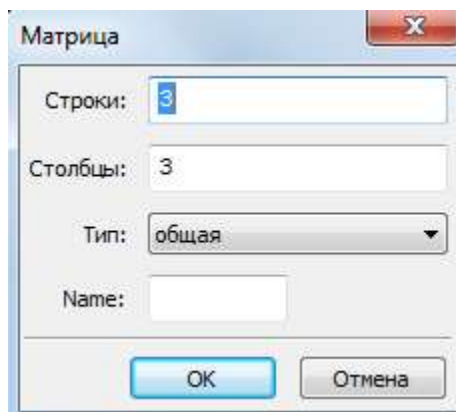 Матрица
Строки: 3
Столбцы: 3
Тип: общая
Name:
OK Отмена